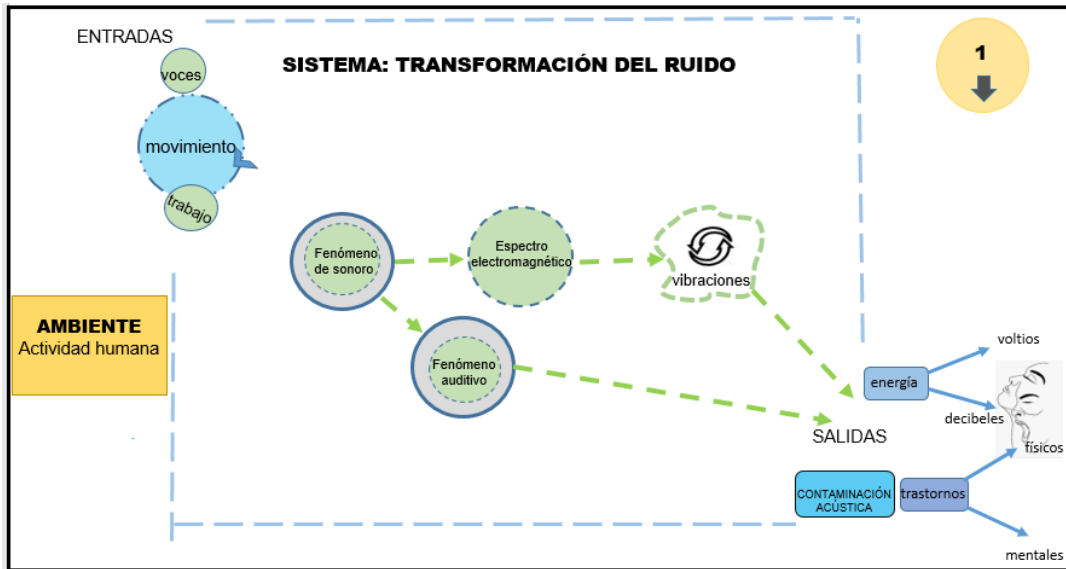 ENTRADAS
voces
movimiento
trabajo
SISTEMA: TRANSFORMACIÓN DEL RUIDO
1
Fenómeno
de sonoro
Espectro
electromagnético
vibraciones
Fenómeno
auditivo
AMBIENTE
Actividad humana
SALIDAS
energía
voltios
decibeles
físicos
CONTAMINACIÓN
ACÚSTICA
trastornos
mentales